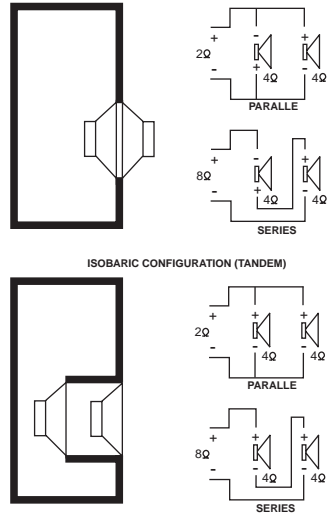 + - +
2Ω
- + -
4Ω 4Ω
PARALLE
+ - +
8Ω
- + -
4Ω 4Ω
SERIES
ISOBARIC CONFIGURATION (TANDEM)
+ + +
2Ω
- - -
4Ω 4Ω
PARALLE
+ + +
8Ω
- - -
4Ω 4Ω
SERIES